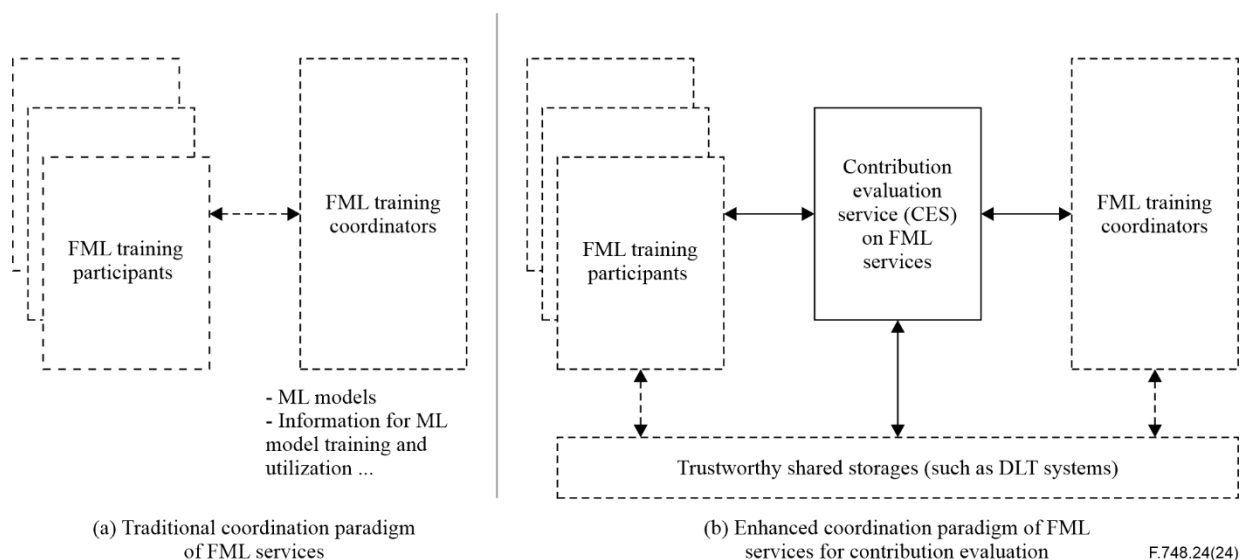 FML training
participants
FML training
coordinators
- ML models
- Information for ML
model training and
utilization ...
(a) Traditional coordination paradigm
of FML services
FML training
participants
Contribution
evaluation
service (CES)
on FML
services
FML training
coordinators
Trustworthy shared storages (such as DLT systems)
(b) Enhanced coordination paradigm of FML
services for contribution evaluation
F.748.24(24)